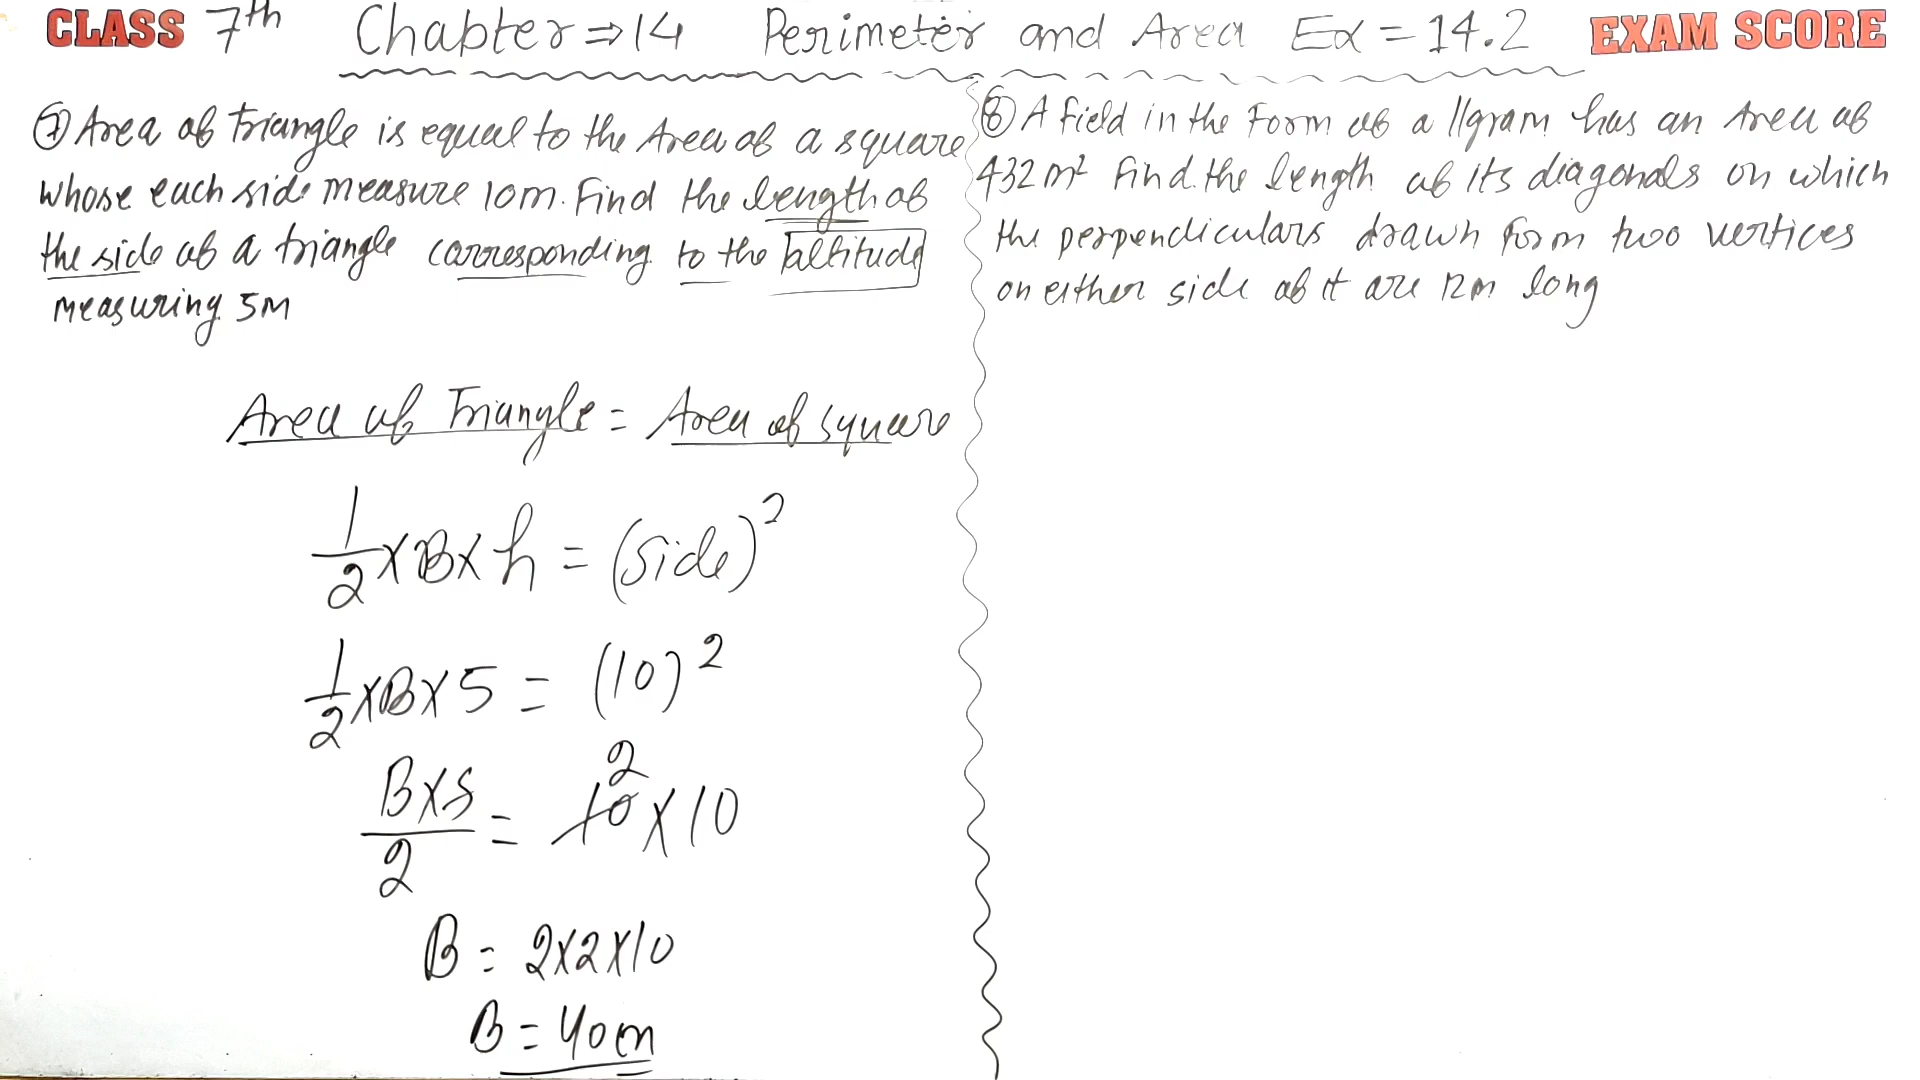 CLASS 7th Chapter ⇒ 14 Perimeter and Area Ex = 14.2 EXAM SCORE
⑦ Area of triangle is equal to the Area of a square
whose each side measure 10m. Find the length of
the side of a triangle corresponding to the altitude
measuring 5M
Area of Triangle = Area of square
1/2 × B × h = (side)²
1/2 × B × 5 = (10)²
B×5/2 = 10 2 × 10
B = 2×2×10
B = 40m
⑧ A field in the Form of a ||gram has an Area of
432 m² Find the length of its diagonals on which
the perpendiculars drawn form two vertices
on either side of it are 12m long